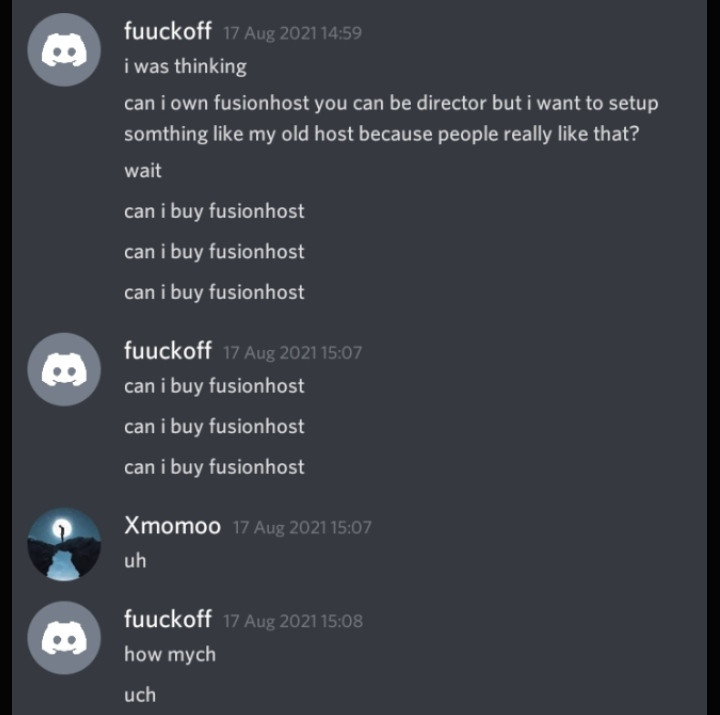 fuuckoff 17 Aug 2021 14:59
i was thinking
can i own fusionhost you can be director but i want to setup
somthing like my old host because people really like that?
wait
can i buy fusionhost
can i buy fusionhost
can i buy fusionhost
fuuckoff 17 Aug 2021 15:07
can i buy fusionhost
can i buy fusionhost
can i buy fusionhost
Xmomoo 17 Aug 2021 15:07
uh
fuuckoff 17 Aug 2021 15:08
how mych
uch